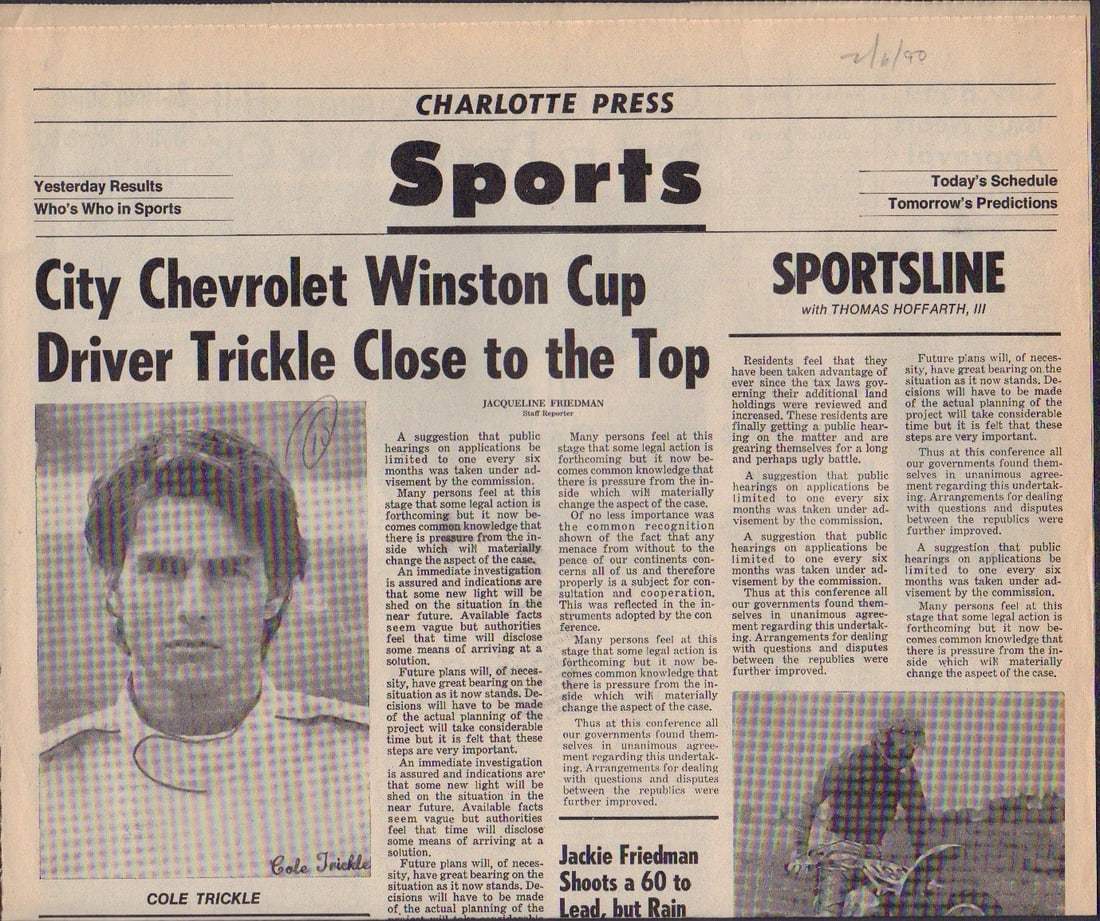 2/6/90
CHARLOTTE PRESS
Sports
Yesterday Results
Who's Who in Sports
Today's Schedule
Tomorrow's Predictions
City Chevrolet Winston Cup
Driver Trickle Close to the Top
JACQUELINE FRIEDMAN
Staff Reporter
Cole Trickle
COLE TRICKLE
A suggestion that public
hearings on applications be
limited to one every six
months was taken under ad-
visement by the commission.
Many persons feel at this
stage that some legal action is
forthcoming but it now be-
comes common knowledge that
there is pressure from the in-
side which will materially
change the aspect of the case.
An immediate investigation
is assured and indications are
that some new light will be
shed on the situation in the
near future. Available facts
seem vague but authorities
feel that time will disclose
some means of arriving at a
solution.
Future plans will, of neces-
sity, have great bearing on the
situation as it now stands. De-
cisions will have to be made
of the actual planning of the
project will take considerable
time but it is felt that these
steps are very important.
An immediate investigation
is assured and indications are
that some new light will be
shed on the situation in the
near future. Available facts
seem vague but authorities
feel that time will disclose
some means of arriving at a
solution.
Future plans will, of neces-
sity, have great bearing on the
situation as it now stands. De-
cisions will have to be made
of the actual planning of the
project will take considerable
Many persons feel at this
stage that some legal action is
forthcoming but it now be-
comes common knowledge that
there is pressure from the in-
side which will materially
change the aspect of the case.
Of no less importance was
the common recognition
shown of the fact that any
menace from without to the
peace of our continents con-
cerns all of us and therefore
properly is a subject for con-
sultation and cooperation.
This was reflected in the in-
struments adopted by the con
ference.
Many persons feel at this
stage that some legal action is
forthcoming but it now be-
comes common knowledge that
there is pressure from the in-
side which will materially
change the aspect of the case.
Thus at this conference all
our governments found them-
selves in unanimous agree-
ment regarding this undertak-
ing. Arrangements for dealing
with questions and disputes
between the republics were
further improved.
Jackie Friedman
Shoots a 60 to
Lead, but Rain
SPORTSLINE
with THOMAS HOFFARTH, III
Residents feel that they
have been taken advantage of
ever since the tax laws gov-
erning their additional land
holdings were reviewed and
increased. These residents are
finally getting a public hear-
ing on the matter and are
gearing themselves for a long
and perhaps ugly battle.
A suggestion that public
hearings on applications be
limited to one every six
months was taken under ad-
visement by the commission.
A suggestion that public
hearings on applications be
limited to one every six
months was taken under ad-
visement by the commission.
Thus at this conference all
our governments found them-
selves in unanimous agree-
ment regarding this undertak-
ing. Arrangements for dealing
with questions and disputes
between the republics were
further improved.
Future plans will, of neces-
sity, have great bearing on the
situation as it now stands. De-
cisions will have to be made
of the actual planning of the
project will take considerable
time but it is felt that these
steps are very important.
Thus at this conference all
our governments found them-
selves in unanimous agree-
ment regarding this undertak-
ing. Arrangements for dealing
with questions and disputes
between the republics were
further improved.
A suggestion that public
hearings on applications be
limited to one every six
months was taken under ad-
visement by the commission.
Many persons feel at this
stage that some legal action is
forthcoming but it now be-
comes common knowledge that
there is pressure from the in-
side which will materially
change the aspect of the case.